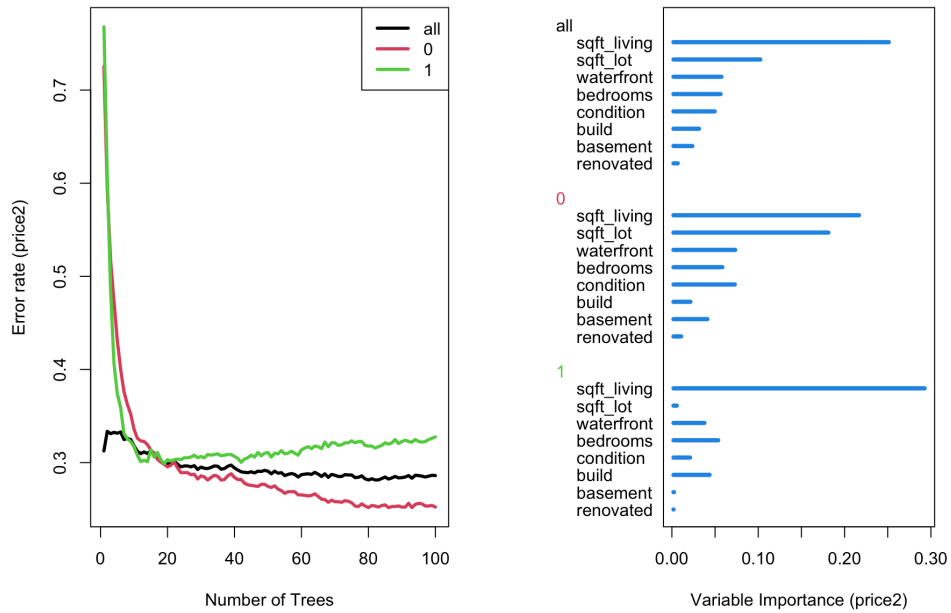 all
0
1
Error rate (price2)
0.7
0.6
0.5
0.4
0.3
0 20 40 60 80 100
Number of Trees
all
sqft_living
sqft_lot
waterfront
bedrooms
condition
build
basement
renovated
0
sqft_living
sqft_lot
waterfront
bedrooms
condition
build
basement
renovated
1
sqft_living
sqft_lot
waterfront
bedrooms
condition
build
basement
renovated
0.00 0.10 0.20 0.30
Variable Importance (price2)